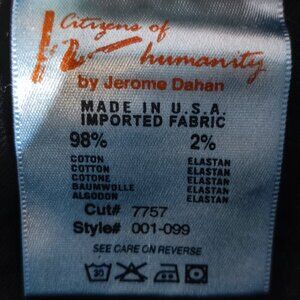 Citizens of
humanity
by Jerome Dahan
MADE IN U.S.A.
IMPORTED FABRIC
98% 2%
COTON ELASTAN
COTTON ELASTAN
COTONE ELASTAN
BAUMWOLLE ELASTAN
ALGODON ELASTAN
Cut# 7757
Style# 001-099
SEE CARE ON REVERSE
30